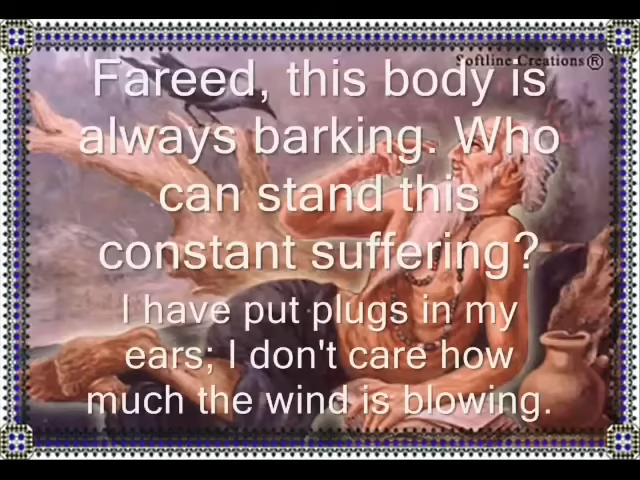 Softline Creations®
Fareed, this body is
always barking. Who
can stand this
constant suffering?
I have put plugs in my
ears; I don't care how
much the wind is blowing.